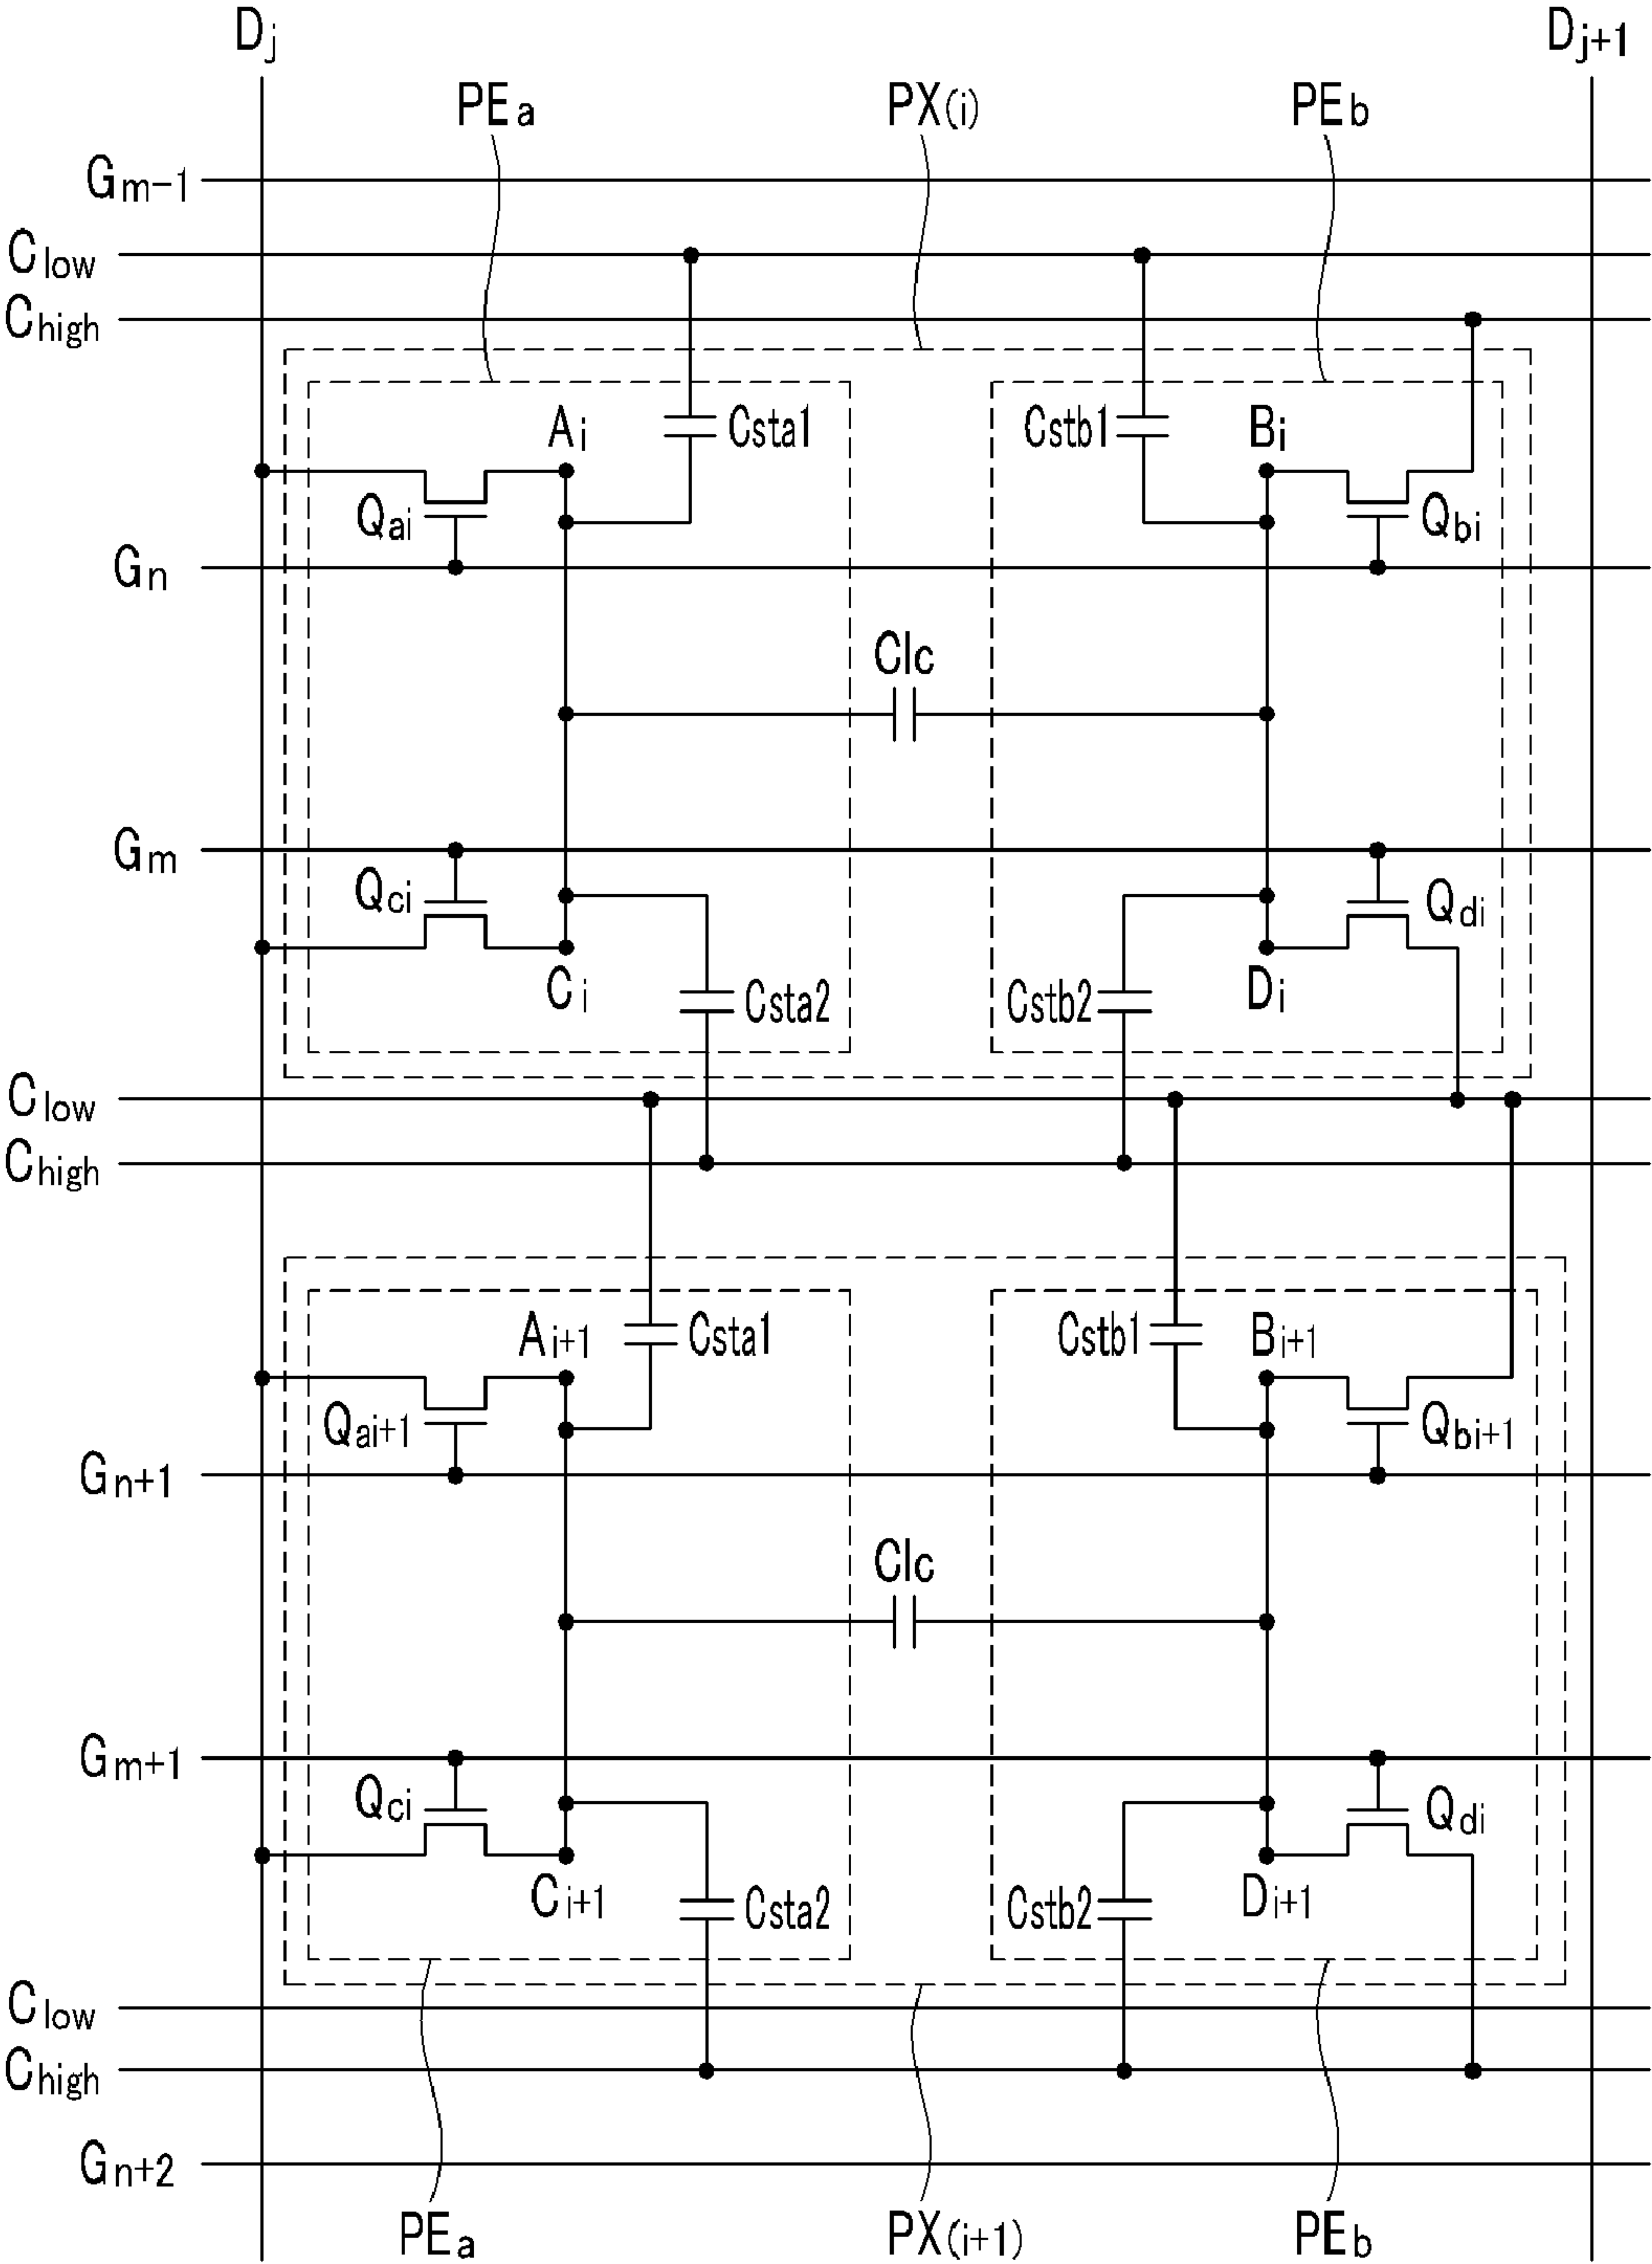 Dj Dj+1
PEa PX(i) PEb
Gm-1
Clow
Chigh
Ai Csta1 Cstb1 Bi
Qai Qbi
Gn
Clc
Gm
Qci Qdi
Ci Csta2 Cstb2 Di
Clow
Chigh
Ai+1 Csta1 Cstb1 Bi+1
Qai+1 Qbi+1
Gn+1
Clc
Gm+1
Qci Qdi
Ci+1 Csta2 Cstb2 Di+1
Clow
Chigh
Gn+2
PEa PX(i+1) PEb